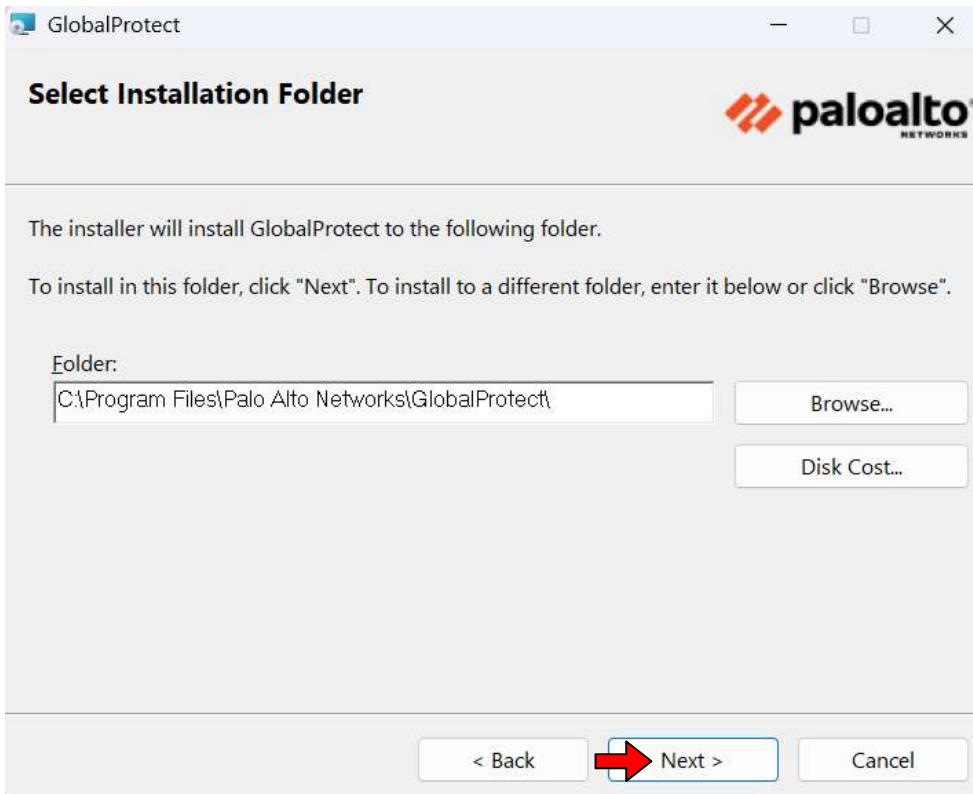 GlobalProtect
Select Installation Folder
paloalto
NETWORKS
The installer will install GlobalProtect to the following folder.
To install in this folder, click "Next". To install to a different folder, enter it below or click "Browse".
Folder:
C:\Program Files\Palo Alto Networks\GlobalProtect\
Browse...
Disk Cost...
< Back
Next >
Cancel